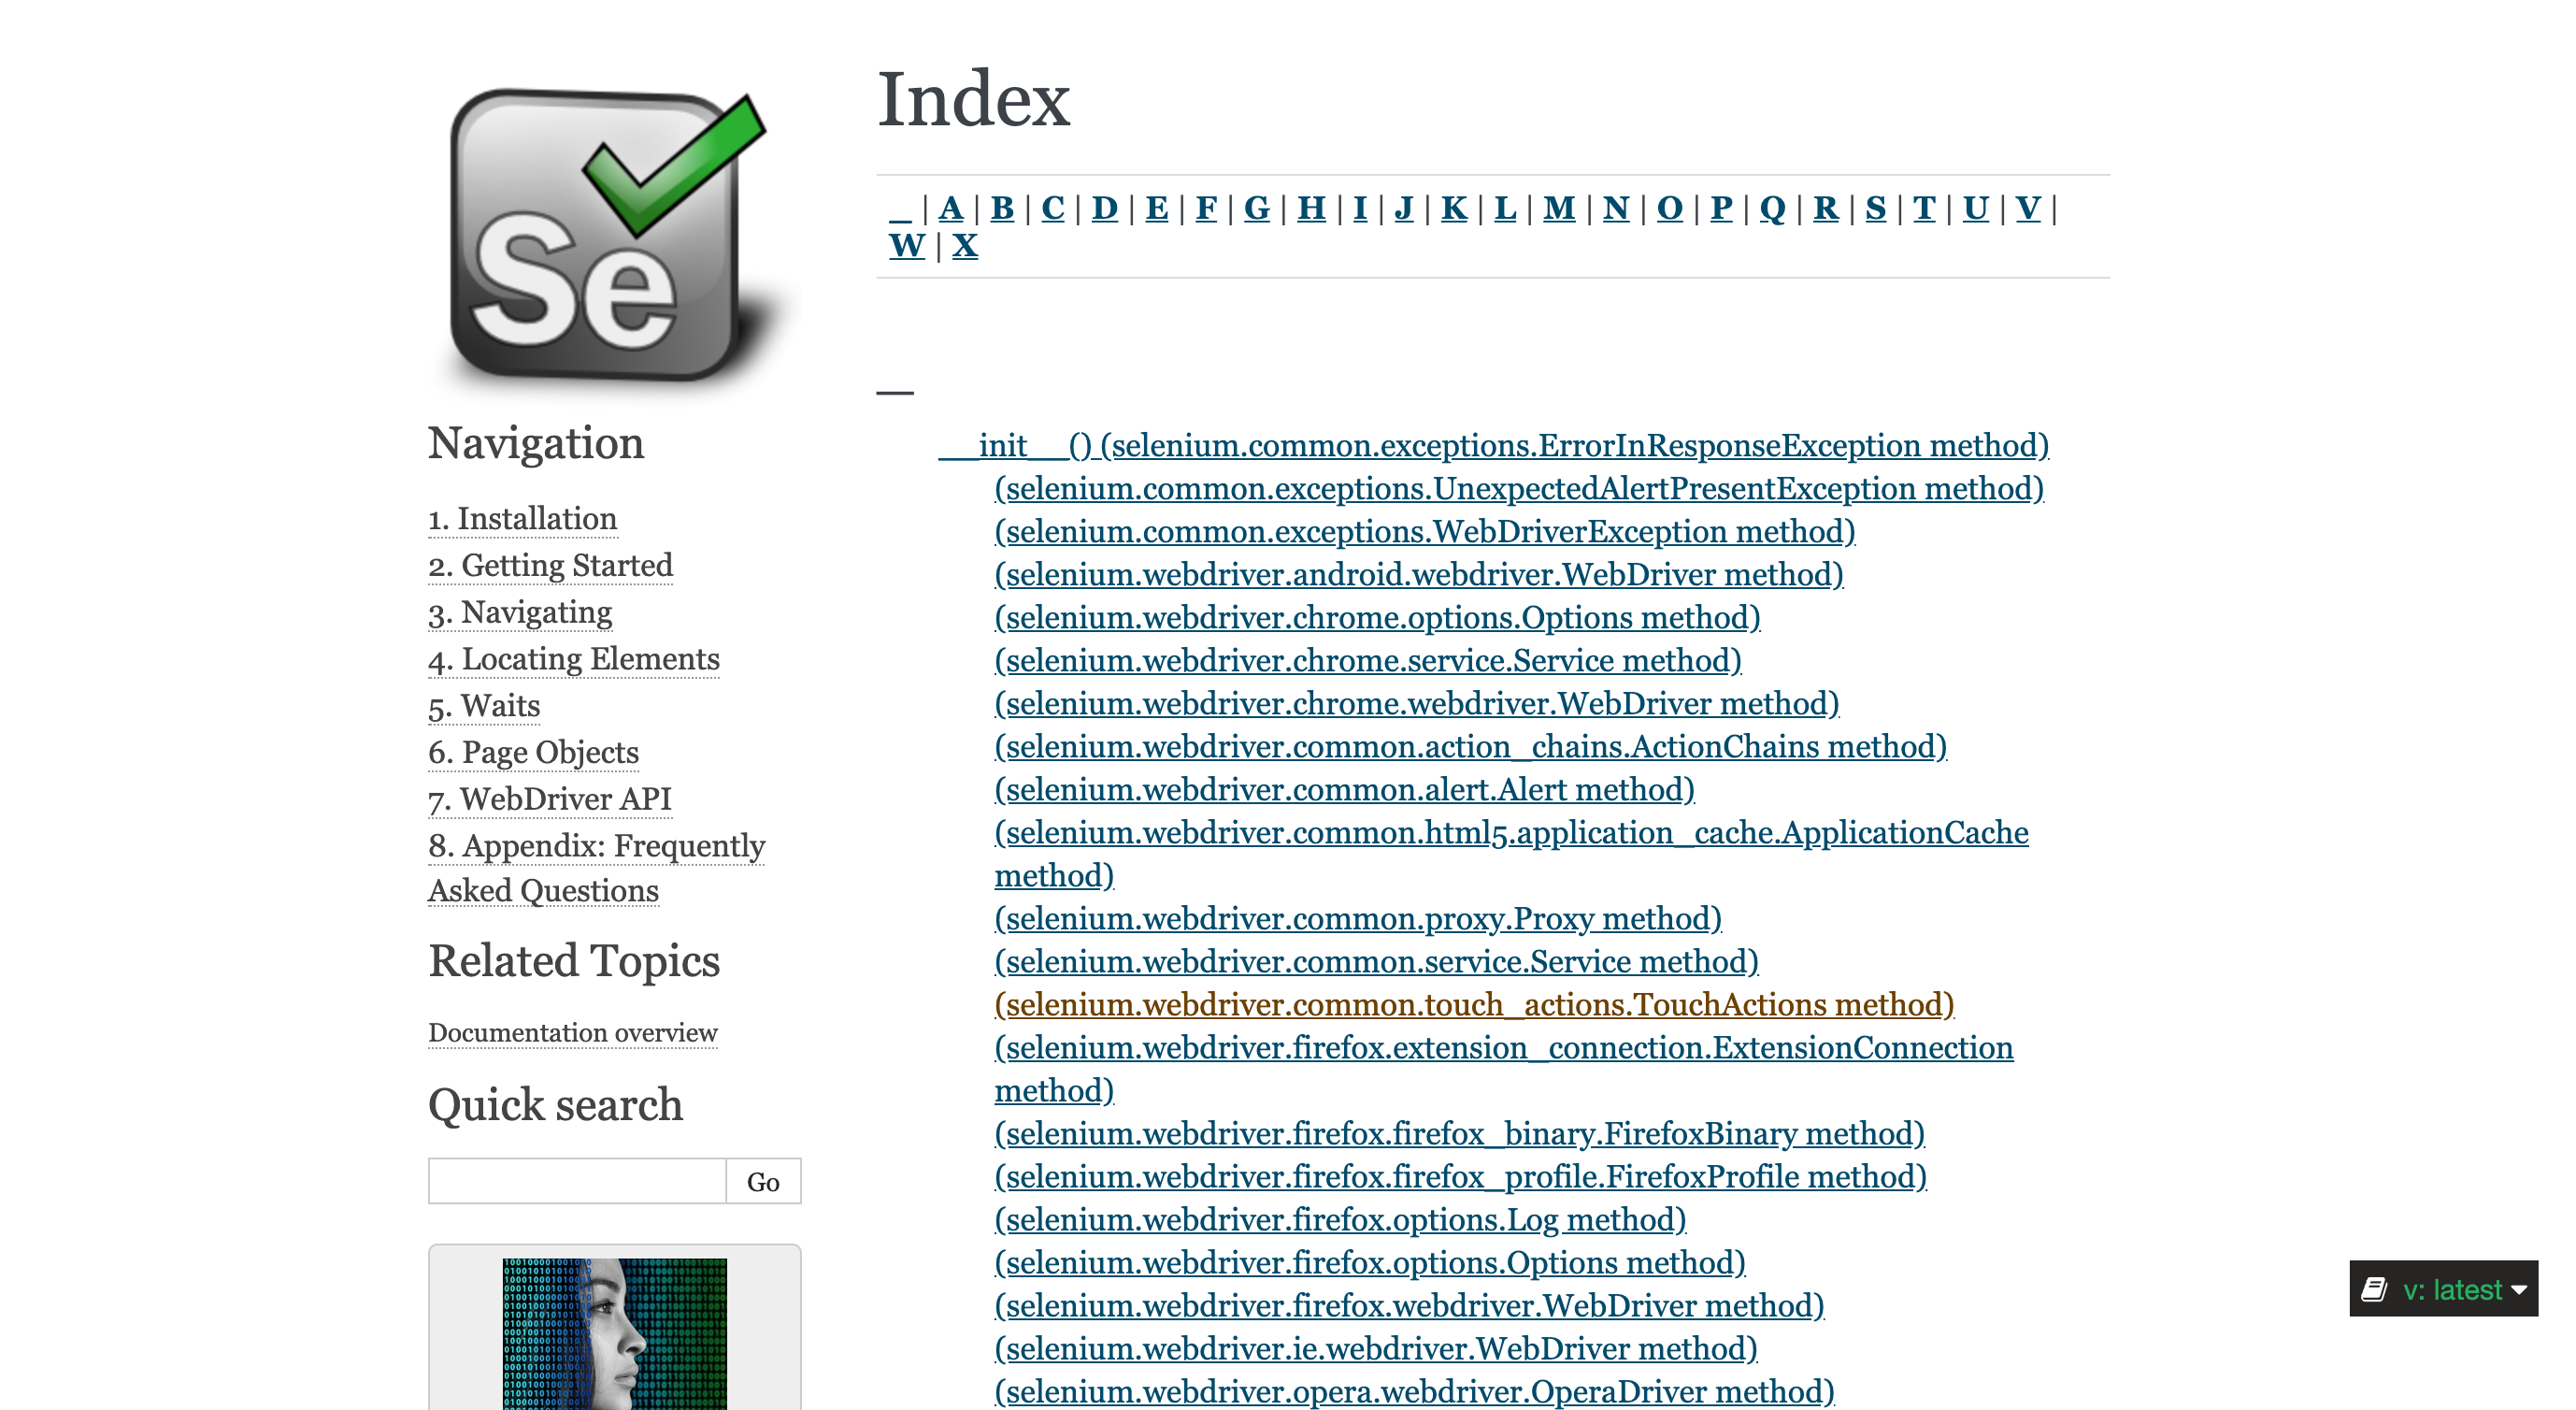 Se
Navigation
1. Installation
2. Getting Started
3. Navigating
4. Locating Elements
5. Waits
6. Page Objects
7. WebDriver API
8. Appendix: Frequently
Asked Questions
Related Topics
Documentation overview
Quick search
Go
Index
_ | A | B | C | D | E | F | G | H | I | J | K | L | M | N | O | P | Q | R | S | T | U | V |
W | X
_
__init__() (selenium.common.exceptions.ErrorInResponseException method)
(selenium.common.exceptions.UnexpectedAlertPresentException method)
(selenium.common.exceptions.WebDriverException method)
(selenium.webdriver.android.webdriver.WebDriver method)
(selenium.webdriver.chrome.options.Options method)
(selenium.webdriver.chrome.service.Service method)
(selenium.webdriver.chrome.webdriver.WebDriver method)
(selenium.webdriver.common.action_chains.ActionChains method)
(selenium.webdriver.common.alert.Alert method)
(selenium.webdriver.common.html5.application_cache.ApplicationCache
method)
(selenium.webdriver.common.proxy.Proxy method)
(selenium.webdriver.common.service.Service method)
(selenium.webdriver.common.touch_actions.TouchActions method)
(selenium.webdriver.firefox.extension_connection.ExtensionConnection
method)
(selenium.webdriver.firefox.firefox_binary.FirefoxBinary method)
(selenium.webdriver.firefox.firefox_profile.FirefoxProfile method)
(selenium.webdriver.firefox.options.Log method)
(selenium.webdriver.firefox.options.Options method)
(selenium.webdriver.firefox.webdriver.WebDriver method)
(selenium.webdriver.ie.webdriver.WebDriver method)
(selenium.webdriver.opera.webdriver.OperaDriver method)
v: latest